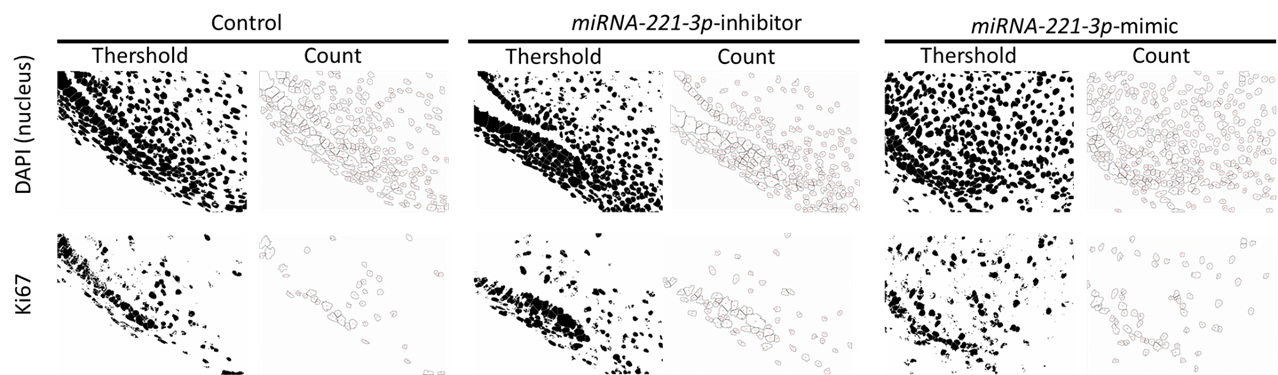 Control
miRNA-221-3p-inhibitor
miRNA-221-3p-mimic
Thershold
Count
Thershold
Count
Thershold
Count
DAPI (nucleus)
Ki67